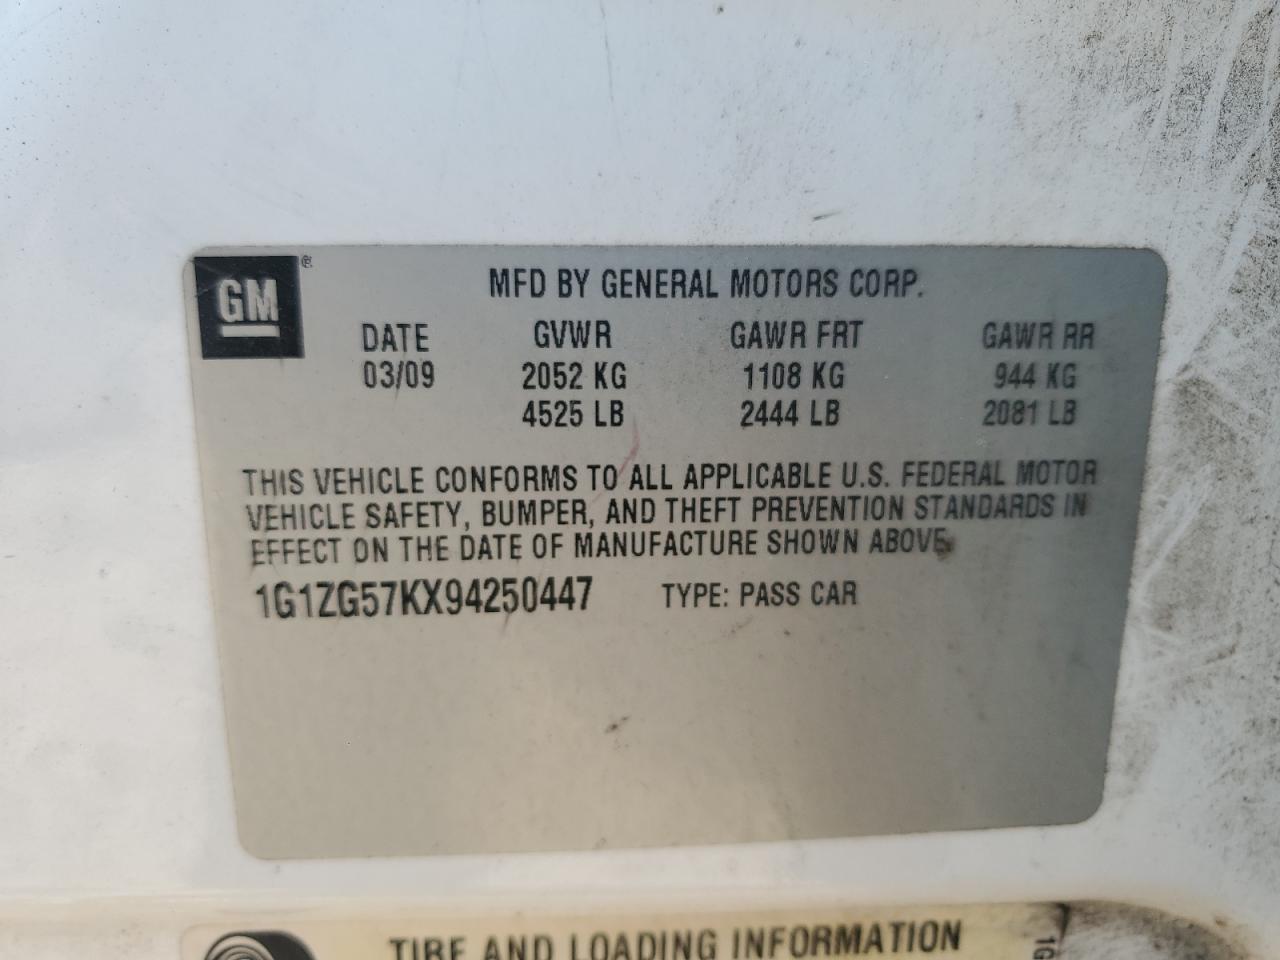 GM®
MFD BY GENERAL MOTORS CORP.
DATE GVWR GAWR FRT GAWR RR
03/09 2052 KG 1108 KG 944 KG
4525 LB 2444 LB 2081 LB
THIS VEHICLE CONFORMS TO ALL APPLICABLE U.S. FEDERAL MOTOR
VEHICLE SAFETY, BUMPER, AND THEFT PREVENTION STANDARDS IN
EFFECT ON THE DATE OF MANUFACTURE SHOWN ABOVE.
1G1ZG57KX94250447 TYPE: PASS CAR
TIRE AND LOADING INFORMATION
1G